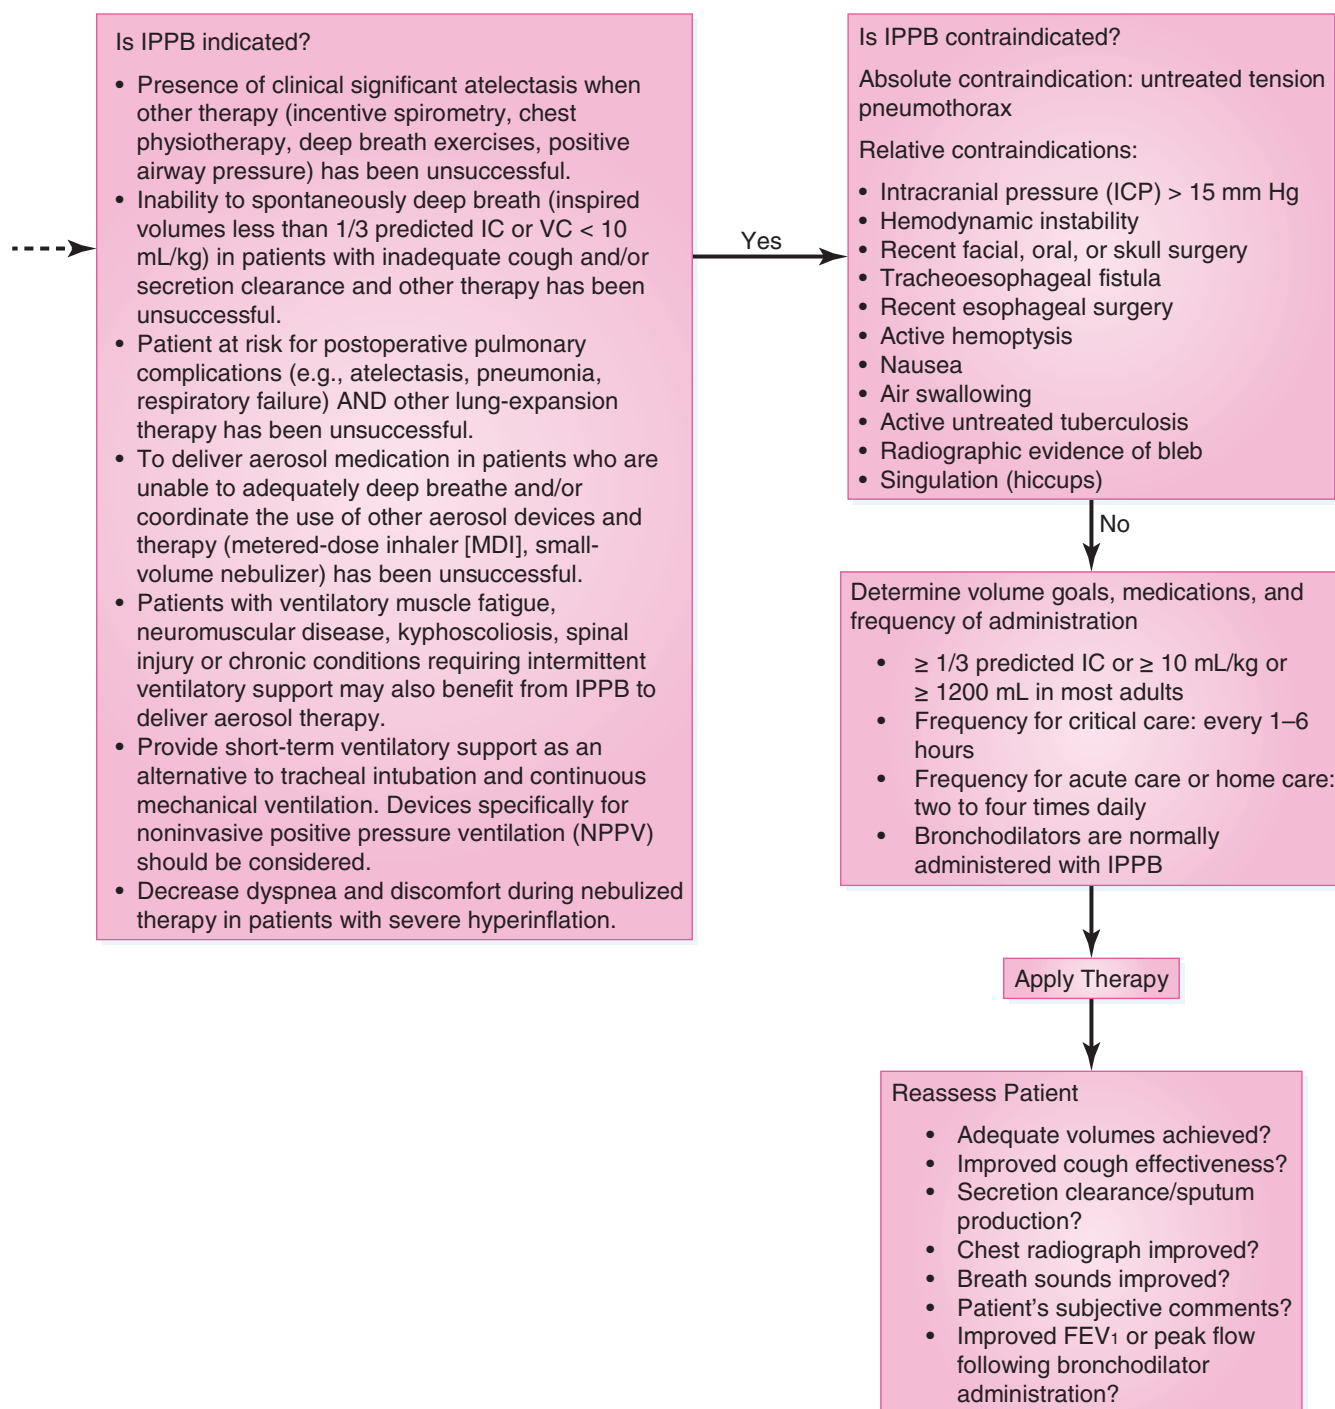 Is IPPB indicated?
• Presence of clinical significant atelectasis when
other therapy (incentive spirometry, chest
physiotherapy, deep breath exercises, positive
airway pressure) has been unsuccessful.
• Inability to spontaneously deep breath (inspired
volumes less than 1/3 predicted IC or VC < 10
mL/kg) in patients with inadequate cough and/or
secretion clearance and other therapy has been
unsuccessful.
• Patient at risk for postoperative pulmonary
complications (e.g., atelectasis, pneumonia,
respiratory failure) AND other lung-expansion
therapy has been unsuccessful.
• To deliver aerosol medication in patients who are
unable to adequately deep breathe and/or
coordinate the use of other aerosol devices and
therapy (metered-dose inhaler [MDI], small-
volume nebulizer) has been unsuccessful.
• Patients with ventilatory muscle fatigue,
neuromuscular disease, kyphoscoliosis, spinal
injury or chronic conditions requiring intermittent
ventilatory support may also benefit from IPPB to
deliver aerosol therapy.
• Provide short-term ventilatory support as an
alternative to tracheal intubation and continuous
mechanical ventilation. Devices specifically for
noninvasive positive pressure ventilation (NPPV)
should be considered.
• Decrease dyspnea and discomfort during nebulized
therapy in patients with severe hyperinflation.
Yes
Is IPPB contraindicated?
Absolute contraindication: untreated tension
pneumothorax
Relative contraindications:
• Intracranial pressure (ICP) > 15 mm Hg
• Hemodynamic instability
• Recent facial, oral, or skull surgery
• Tracheoesophageal fistula
• Recent esophageal surgery
• Active hemoptysis
• Nausea
• Air swallowing
• Active untreated tuberculosis
• Radiographic evidence of bleb
• Singulation (hiccups)
No
Determine volume goals, medications, and
frequency of administration
• ≥ 1/3 predicted IC or ≥ 10 mL/kg or
≥ 1200 mL in most adults
• Frequency for critical care: every 1–6
hours
• Frequency for acute care or home care:
two to four times daily
• Bronchodilators are normally
administered with IPPB
Apply Therapy
Reassess Patient
• Adequate volumes achieved?
• Improved cough effectiveness?
• Secretion clearance/sputum
production?
• Chest radiograph improved?
• Breath sounds improved?
• Patient's subjective comments?
• Improved FEV1 or peak flow
following bronchodilator
administration?